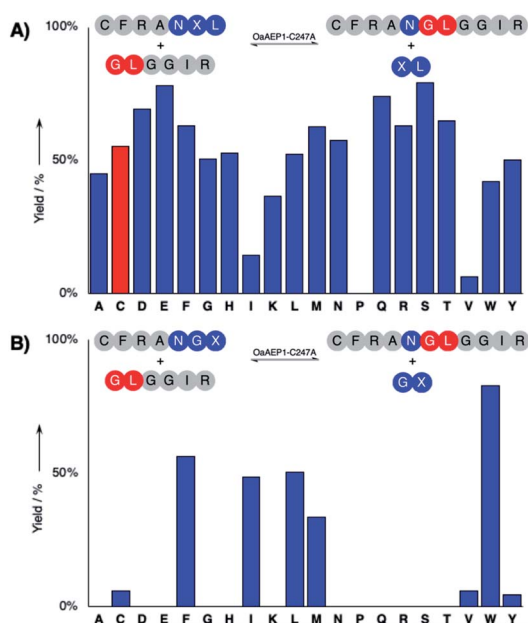 A)
100%
C F R A N X L
+
G L G G I R
OaAEP1-C247A
C F R A N G L G G I R
+
X L
Yield / %
50%
0%
A C D E F G H I K L M N P Q R S T V W Y
B)
100%
C F R A N G X
+
G L G G I R
OaAEP1-C247A
C F R A N G L G G I R
+
G X
Yield / %
50%
0%
A C D E F G H I K L M N P Q R S T V W Y